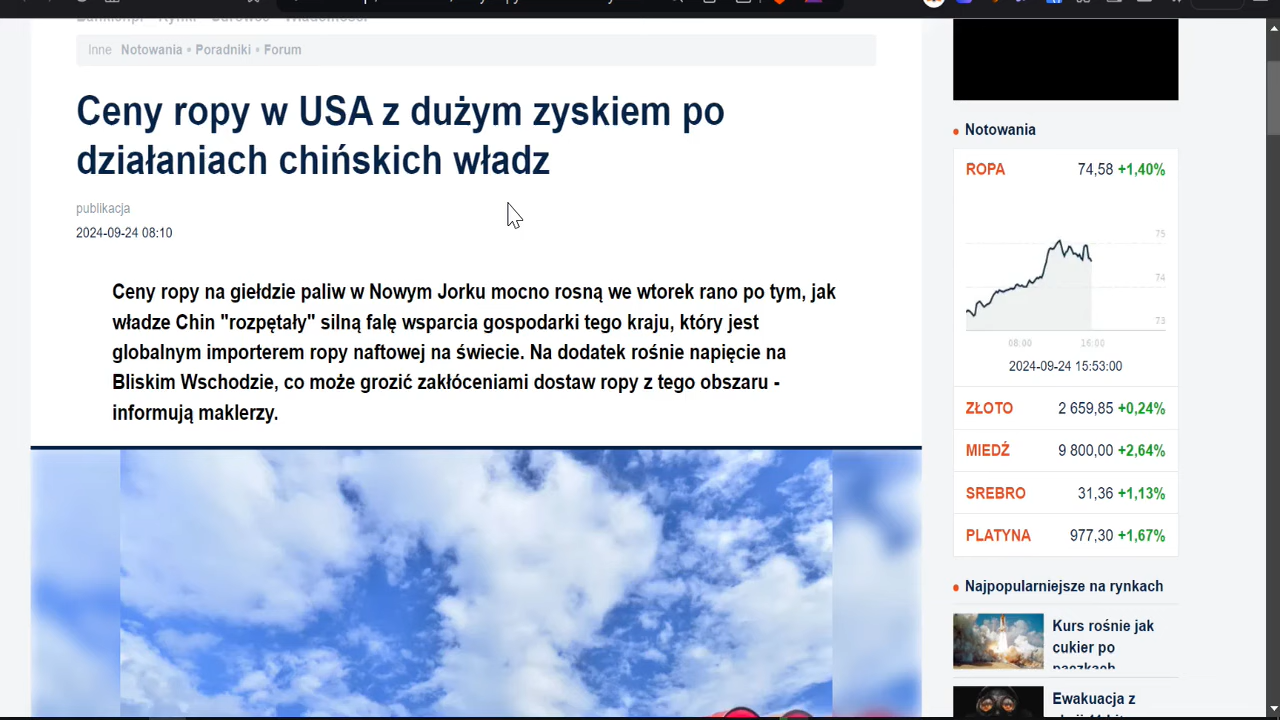 Inne Notowania • Poradniki • Forum
Ceny ropy w USA z dużym zyskiem po
działaniach chińskich władz
publikacja
2024-09-24 08:10
Ceny ropy na giełdzie paliw w Nowym Jorku mocno rosną we wtorek rano po tym, jak
władze Chin "rozpętały" silną falę wsparcia gospodarki tego kraju, który jest
globalnym importerem ropy naftowej na świecie. Na dodatek rośnie napięcie na
Bliskim Wschodzie, co może grozić zakłóceniami dostaw ropy z tego obszaru -
informują maklerzy.
Notowania
ROPA 74,58 +1,40%
75
74
73
08:00 16:00
2024-09-24 15:53:00
ZŁOTO 2 659,85 +0,24%
MIEDŹ 9 800,00 +2,64%
SREBRO 31,36 +1,13%
PLATYNA 977,30 +1,67%
Najpopularniejsze na rynkach
Kurs rośnie jak
cukier po
pączkach
Ewakuacja z